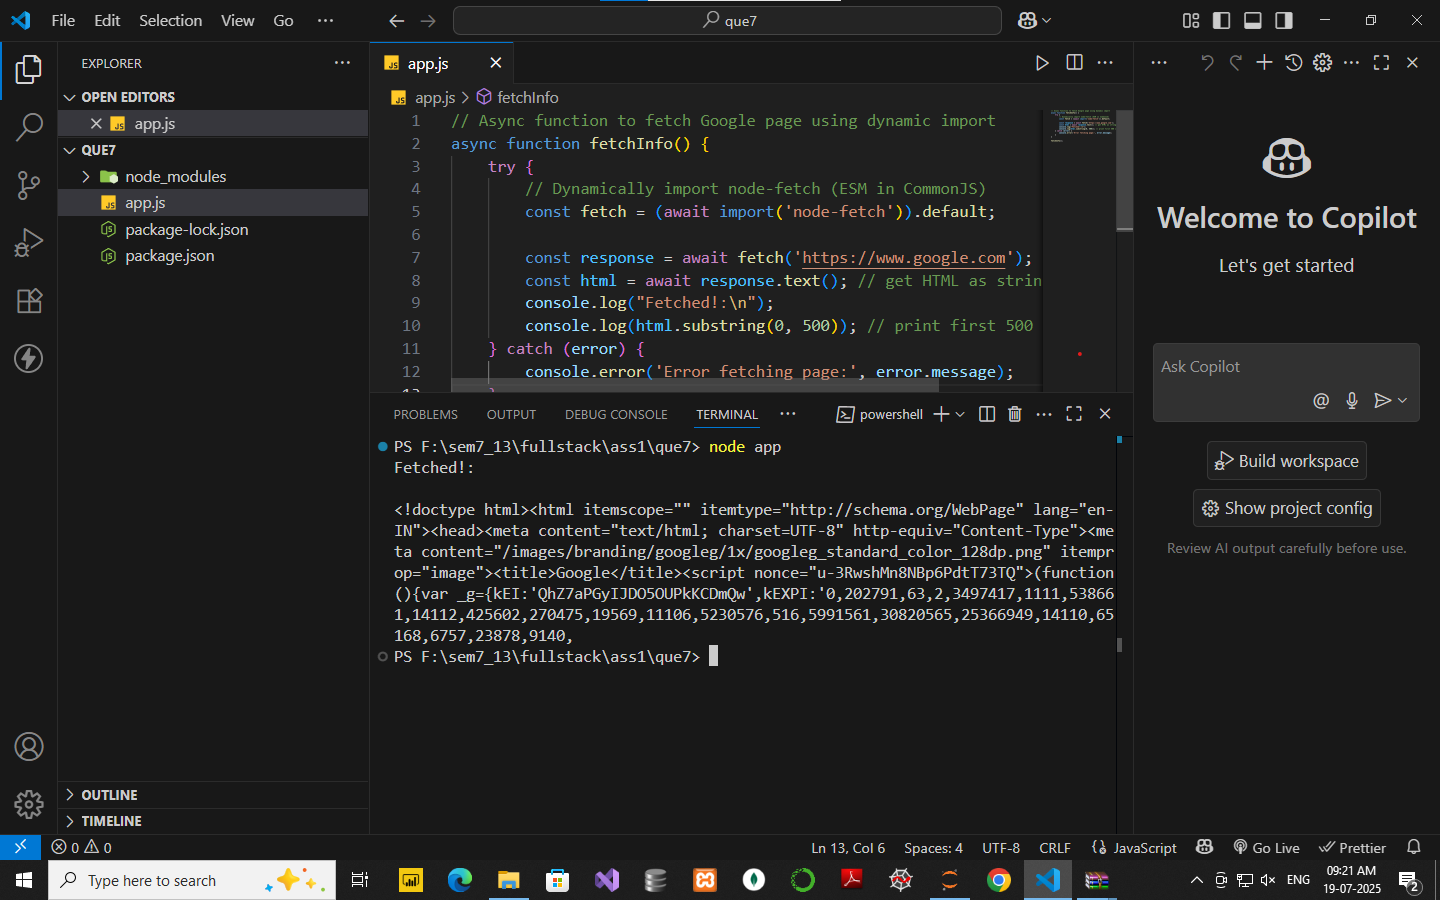 File Edit Selection View Go ...
que7
EXPLORER
OPEN EDITORS
JS app.js
QUE7
node_modules
JS app.js
package-lock.json
package.json
OUTLINE
TIMELINE
JS app.js
JS app.js > fetchInfo
1 // Async function to fetch Google page using dynamic import
2 async function fetchInfo() {
3 try {
4 // Dynamically import node-fetch (ESM in CommonJS)
5 const fetch = (await import('node-fetch')).default;
6
7 const response = await fetch('https://www.google.com');
8 const html = await response.text(); // get HTML as strin
9 console.log("Fetched!:\n");
10 console.log(html.substring(0, 500)); // print first 500
11 } catch (error) {
12 console.error('Error fetching page:', error.message);
13 }
PROBLEMS OUTPUT DEBUG CONSOLE TERMINAL ... powershell
PS F:\sem7_13\fullstack\ass1\que7> node app
Fetched!:
<!doctype html><html itemscope="" itemtype="http://schema.org/WebPage" lang="en-
IN"><head><meta content="text/html; charset=UTF-8" http-equiv="Content-Type"><me
ta content="/images/branding/googleg/1x/googleg_standard_color_128dp.png" itempr
op="image"><title>Google</title><script nonce="u-3RwshMn8NBp6PdtT73TQ">(function
(){var _g={kEI:'QhZ7aPGyIJDO5OUPkKCDmQw',kEXPI:'0,202791,63,2,3497417,1111,53866
1,14112,425602,270475,19569,11106,5230576,516,5991561,30820565,25366949,14110,65
168,6757,23878,9140,
PS F:\sem7_13\fullstack\ass1\que7>
Welcome to Copilot
Let's get started
Ask Copilot
Build workspace
Show project config
Review AI output carefully before use.
0 0 Ln 13, Col 6 Spaces: 4 UTF-8 CRLF JavaScript Go Live Prettier
Type here to search
ENG
09:21 AM
19-07-2025
2